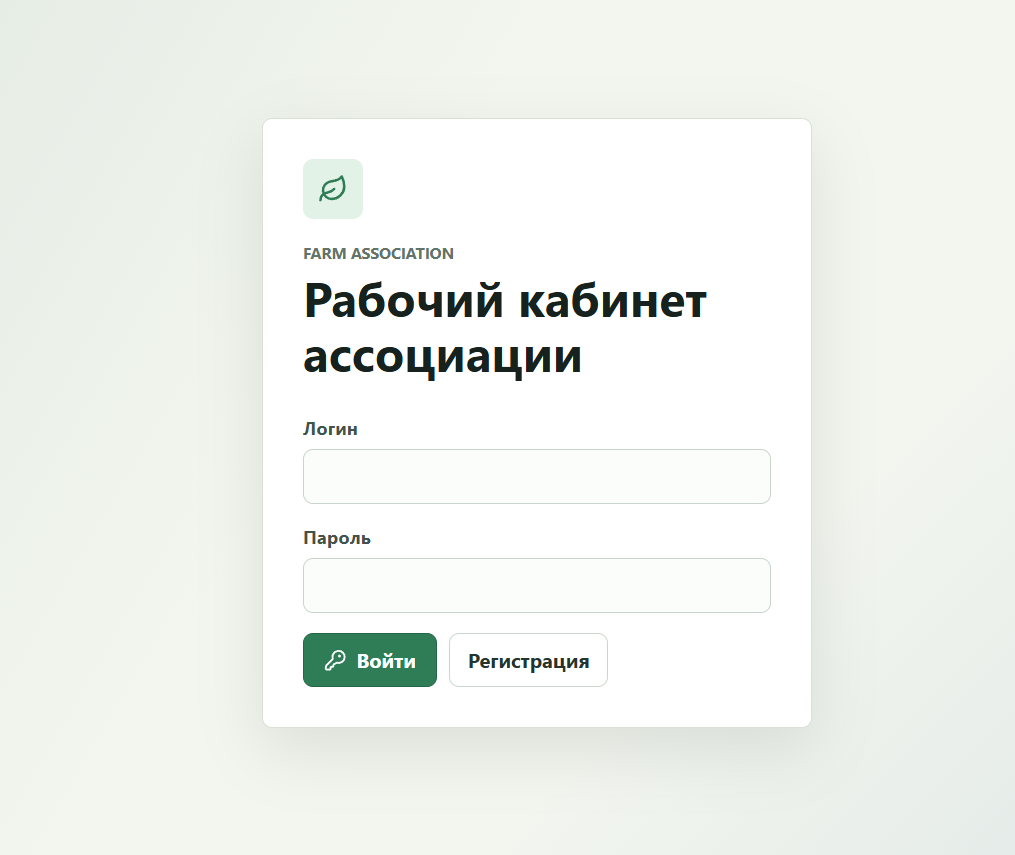 FARM ASSOCIATION
Рабочий кабинет
ассоциации
Логин
Пароль
Войти
Регистрация